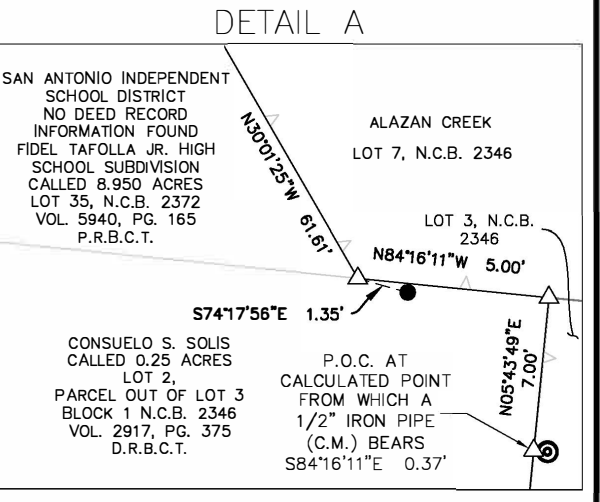 DETAIL A
SAN ANTONIO INDEPENDENT
SCHOOL DISTRICT
NO DEED RECORD
INFORMATION FOUND
FIDEL TAFOLLA JR. HIGH
SCHOOL SUBDIVISION
CALLED 8.950 ACRES
LOT 35, N.C.B. 2372
VOL. 5940, PG. 165
P.R.B.C.T.
N30°01'25"W 61.61'
ALAZAN CREEK
LOT 7, N.C.B. 2346
LOT 3, N.C.B.
2346
N84°16'11"W 5.00'
S74°17'56"E 1.35'
N05°43'49"E
7.00'
CONSUELO S. SOLIS
CALLED 0.25 ACRES
LOT 2,
PARCEL OUT OF LOT 3
BLOCK 1 N.C.B. 2346
VOL. 2917, PG. 375
D.R.B.C.T.
P.O.C. AT
CALCULATED POINT
FROM WHICH A
1/2" IRON PIPE
(C.M.) BEARS
S84°16'11"E 0.37'